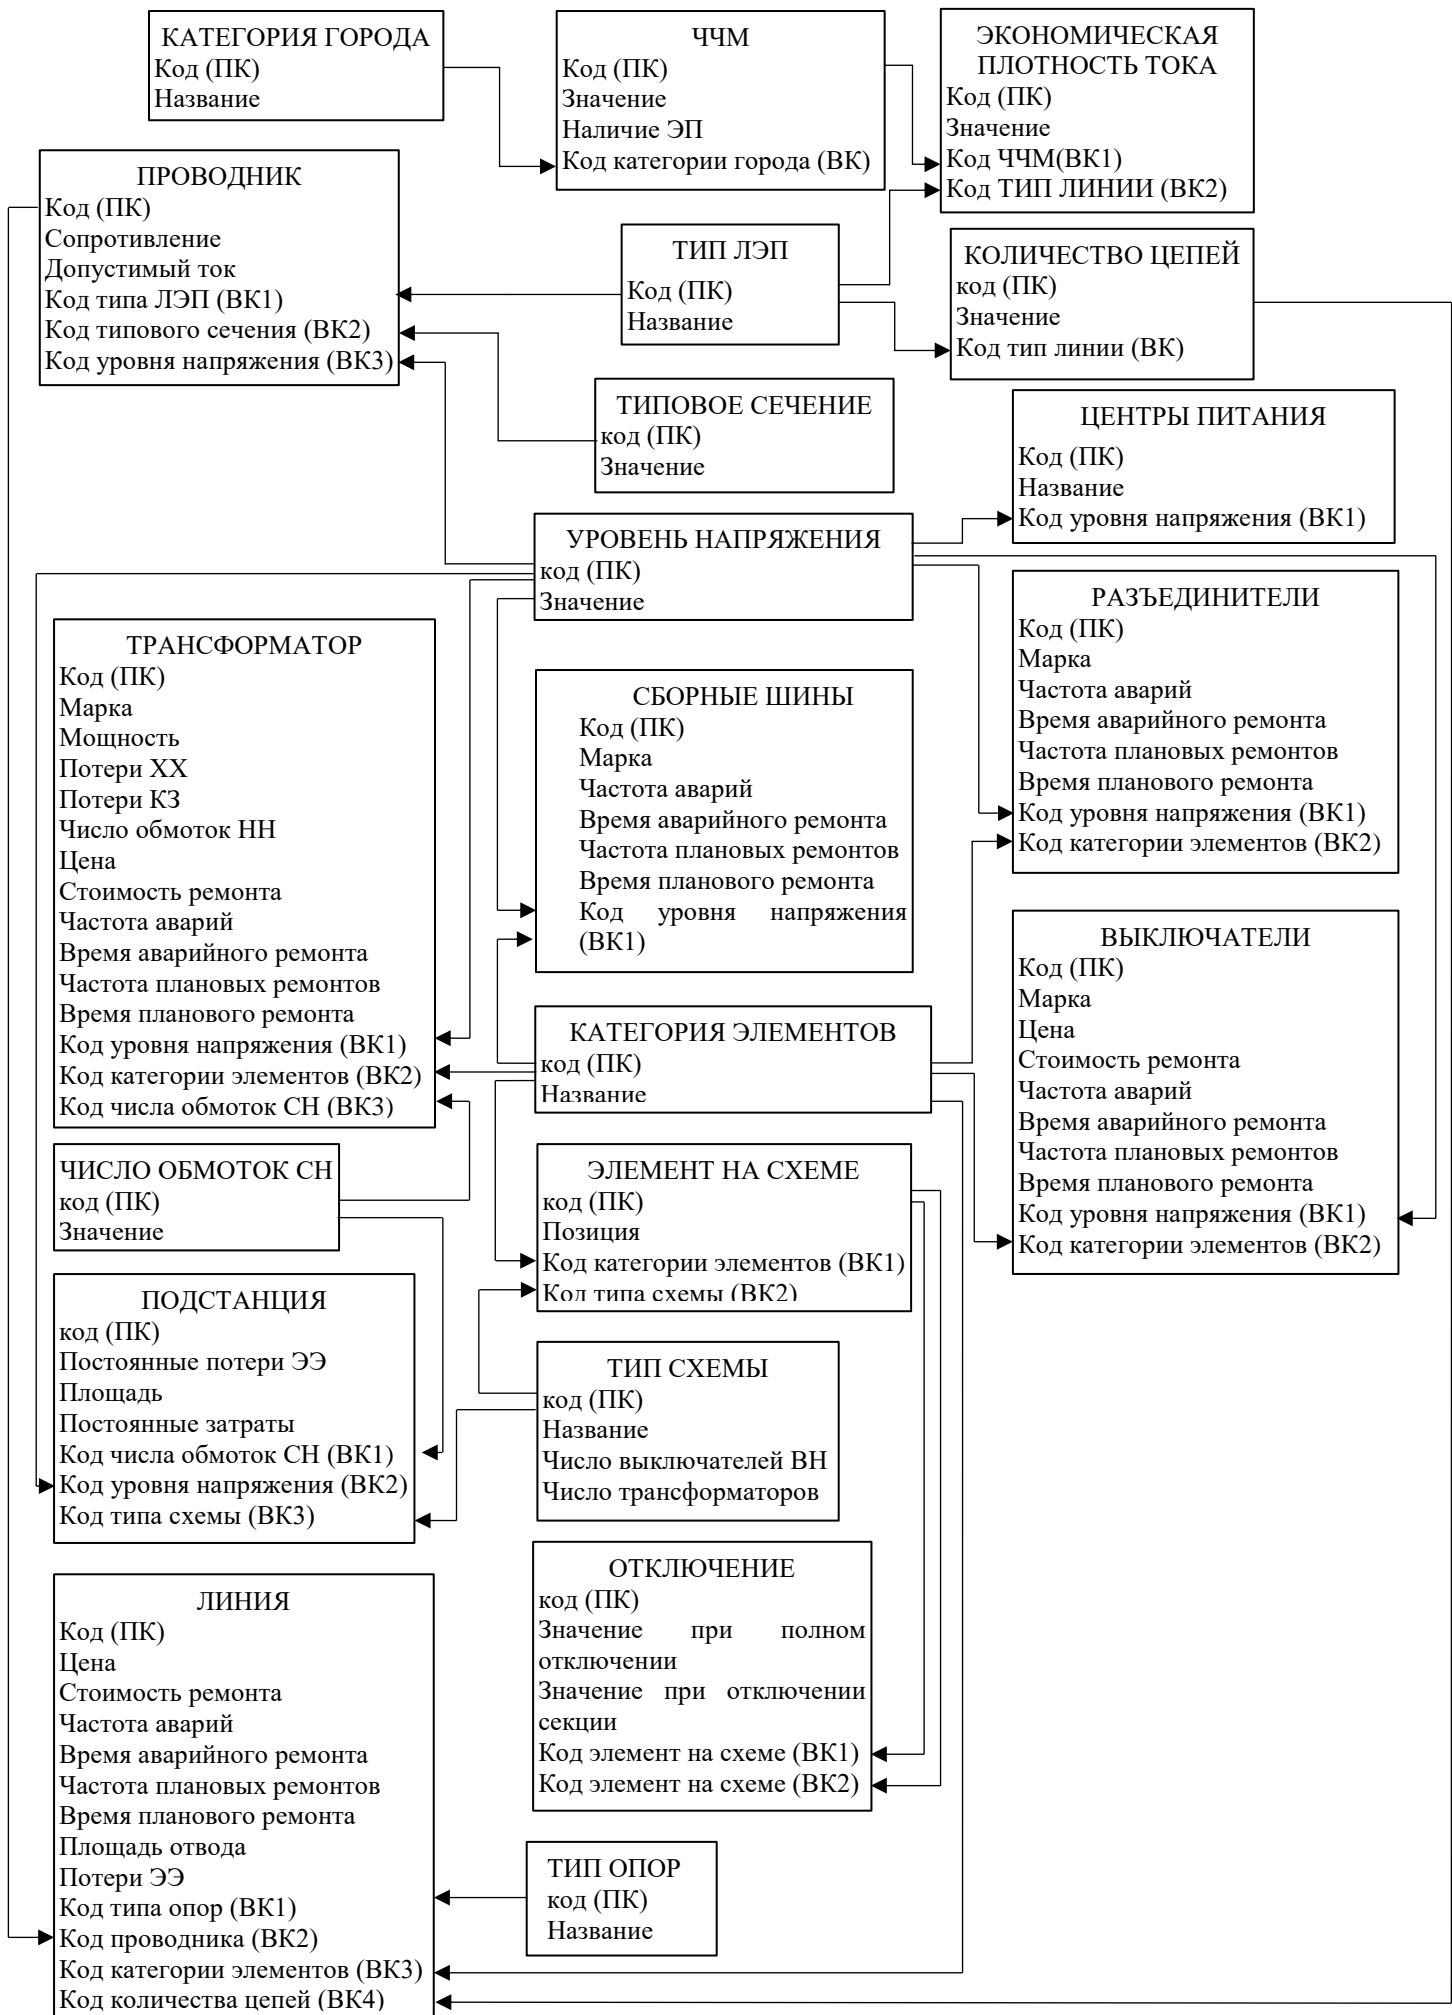 КАТЕГОРИЯ ГОРОДА
Код (ПК)
Название
ЧЧМ
Код (ПК)
Значение
Наличие ЭП
Код категории города (ВК)
ЭКОНОМИЧЕСКАЯ
ПЛОТНОСТЬ ТОКА
Код (ПК)
Значение
Код ЧЧМ(ВК1)
Код ТИП ЛИНИИ (ВК2)
ПРОВОДНИК
Код (ПК)
Сопротивление
Допустимый ток
Код типа ЛЭП (ВК1)
Код типового сечения (ВК2)
Код уровня напряжения (ВК3)
ТИП ЛЭП
Код (ПК)
Название
КОЛИЧЕСТВО ЦЕПЕЙ
код (ПК)
Значение
Код тип линии (ВК)
ТИПОВОЕ СЕЧЕНИЕ
код (ПК)
Значение
ЦЕНТРЫ ПИТАНИЯ
Код (ПК)
Название
Код уровня напряжения (ВК1)
УРОВЕНЬ НАПРЯЖЕНИЯ
код (ПК)
Значение
РАЗЪЕДИНИТЕЛИ
Код (ПК)
Марка
Частота аварий
Время аварийного ремонта
Частота плановых ремонтов
Время планового ремонта
Код уровня напряжения (ВК1)
Код категории элементов (ВК2)
ТРАНСФОРМАТОР
Код (ПК)
Марка
Мощность
Потери ХХ
Потери КЗ
Число обмоток НН
Цена
Стоимость ремонта
Частота аварий
Время аварийного ремонта
Частота плановых ремонтов
Время планового ремонта
Код уровня напряжения (ВК1)
Код категории элементов (ВК2)
Код числа обмоток СН (ВК3)
СБОРНЫЕ ШИНЫ
Код (ПК)
Марка
Частота аварий
Время аварийного ремонта
Частота плановых ремонтов
Время планового ремонта
Код уровня напряжения
(ВК1)
ВЫКЛЮЧАТЕЛИ
Код (ПК)
Марка
Цена
Стоимость ремонта
Частота аварий
Время аварийного ремонта
Частота плановых ремонтов
Время планового ремонта
Код уровня напряжения (ВК1)
Код категории элементов (ВК2)
КАТЕГОРИЯ ЭЛЕМЕНТОВ
код (ПК)
Название
ЧИСЛО ОБМОТОК СН
код (ПК)
Значение
ЭЛЕМЕНТ НА СХЕМЕ
код (ПК)
Позиция
Код категории элементов (ВК1)
Код типа схемы (ВК2)
ПОДСТАНЦИЯ
код (ПК)
Постоянные потери ЭЭ
Площадь
Постоянные затраты
Код числа обмоток СН (ВК1)
Код уровня напряжения (ВК2)
Код типа схемы (ВК3)
ТИП СХЕМЫ
код (ПК)
Название
Число выключателей ВН
Число трансформаторов
ОТКЛЮЧЕНИЕ
код (ПК)
Значение при полном
отключении
Значение при отключении
секции
Код элемент на схеме (ВК1)
Код элемент на схеме (ВК2)
ЛИНИЯ
Код (ПК)
Цена
Стоимость ремонта
Частота аварий
Время аварийного ремонта
Частота плановых ремонтов
Время планового ремонта
Площадь отвода
Потери ЭЭ
Код типа опор (ВК1)
Код проводника (ВК2)
Код категории элементов (ВК3)
Код количества цепей (ВК4)
ТИП ОПОР
код (ПК)
Название